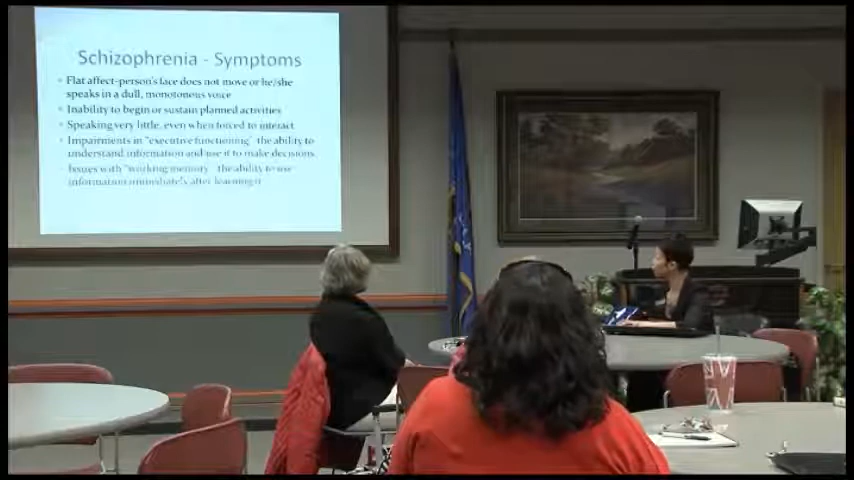 Schizophrenia - Symptoms
Flat affect-person's face does not move or he/she
speaks in a dull, monotonous voice
Inability to begin or sustain planned activities
Speaking very little, even when forced to interact
Impairments in "executive functioning" -the ability to
understand information and use it to make decisions
Issues with "working memory" - the ability to use
information immediately after learning it